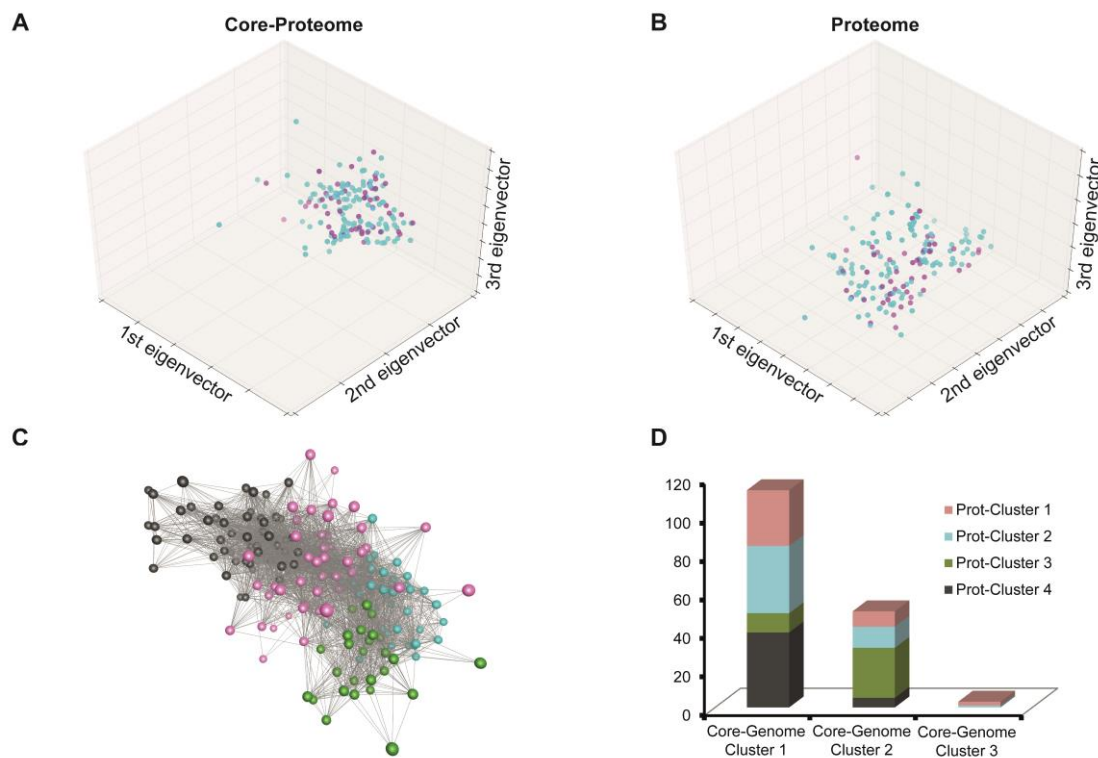 A
Core-Proteome
1st eigenvector
2nd eigenvector
3rd eigenvector
B
Proteome
1st eigenvector
2nd eigenvector
3rd eigenvector
C
D
120
100
80
60
40
20
0
Prot-Cluster 1
Prot-Cluster 2
Prot-Cluster 3
Prot-Cluster 4
Core-Genome
Cluster 1
Core-Genome
Cluster 2
Core-Genome
Cluster 3